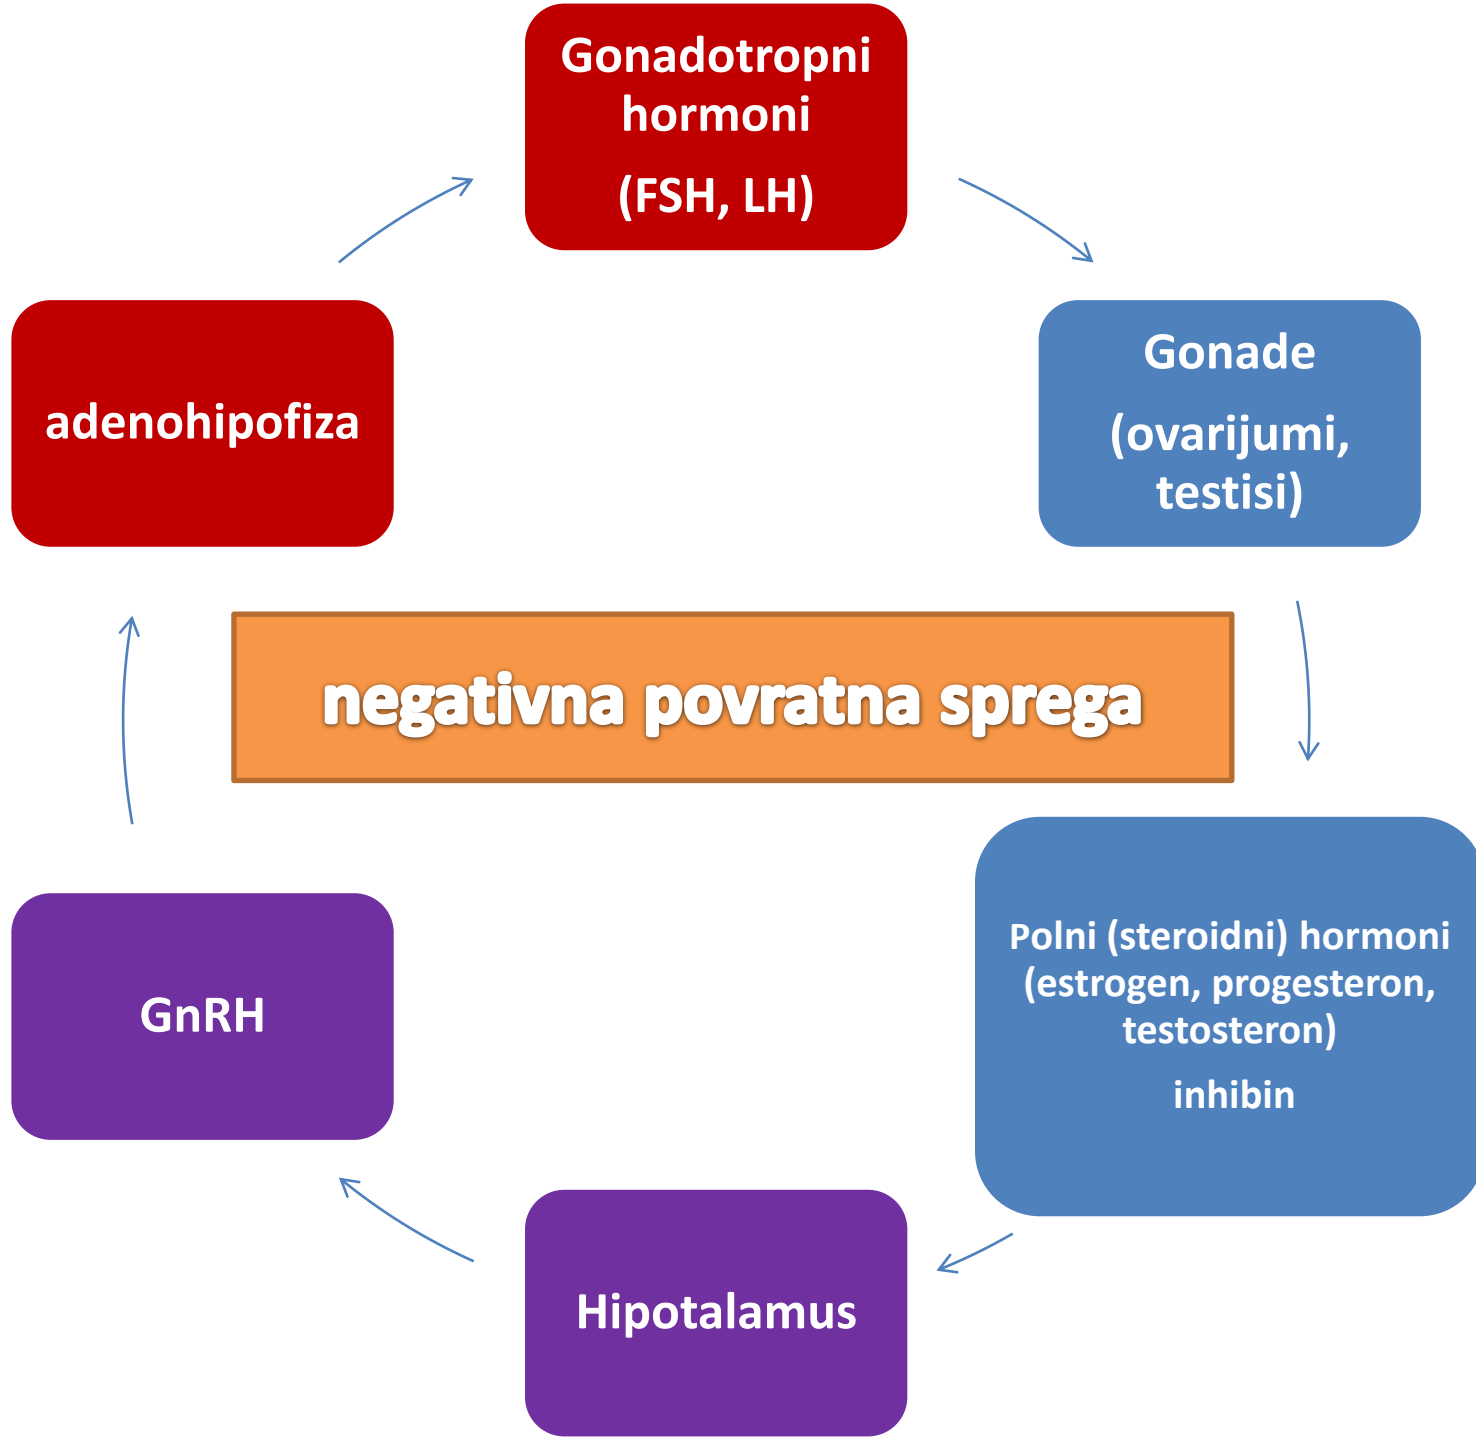 Gonadotropni
hormoni
(FSH, LH)
Gonade
(ovarijumi,
testisi)
adenohipofiza
negativna povratna sprega
Polni (steroidni) hormoni
(estrogen, progesteron,
testosteron)
inhibin
GnRH
Hipotalamus